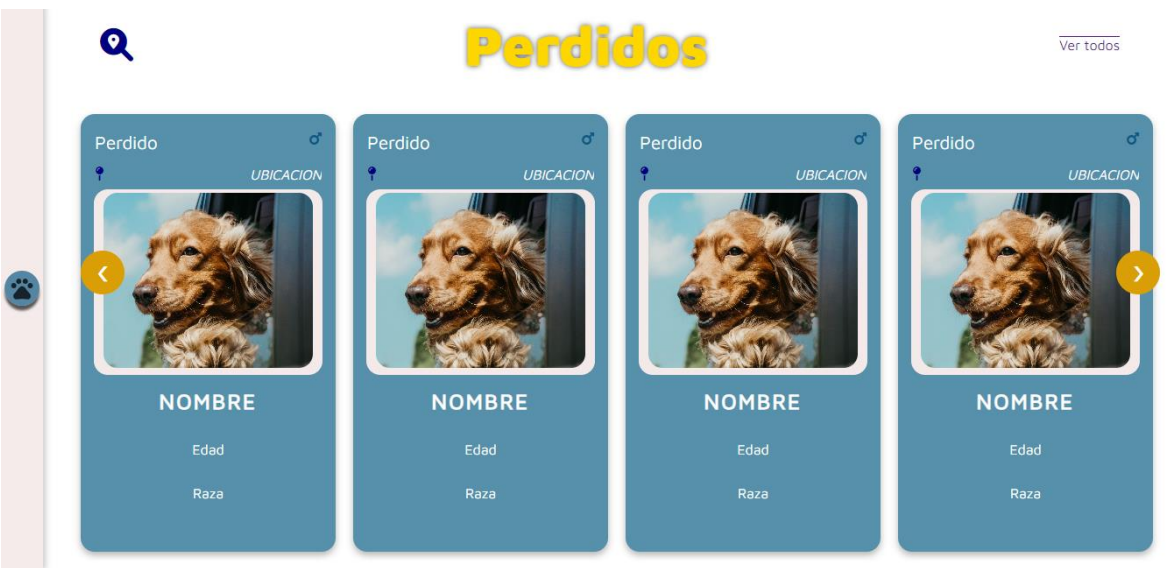 Perdidos
Ver todos
Perdido
UBICACION
NOMBRE
Edad
Raza
Perdido
UBICACION
NOMBRE
Edad
Raza
Perdido
UBICACION
NOMBRE
Edad
Raza
Perdido
UBICACION
NOMBRE
Edad
Raza